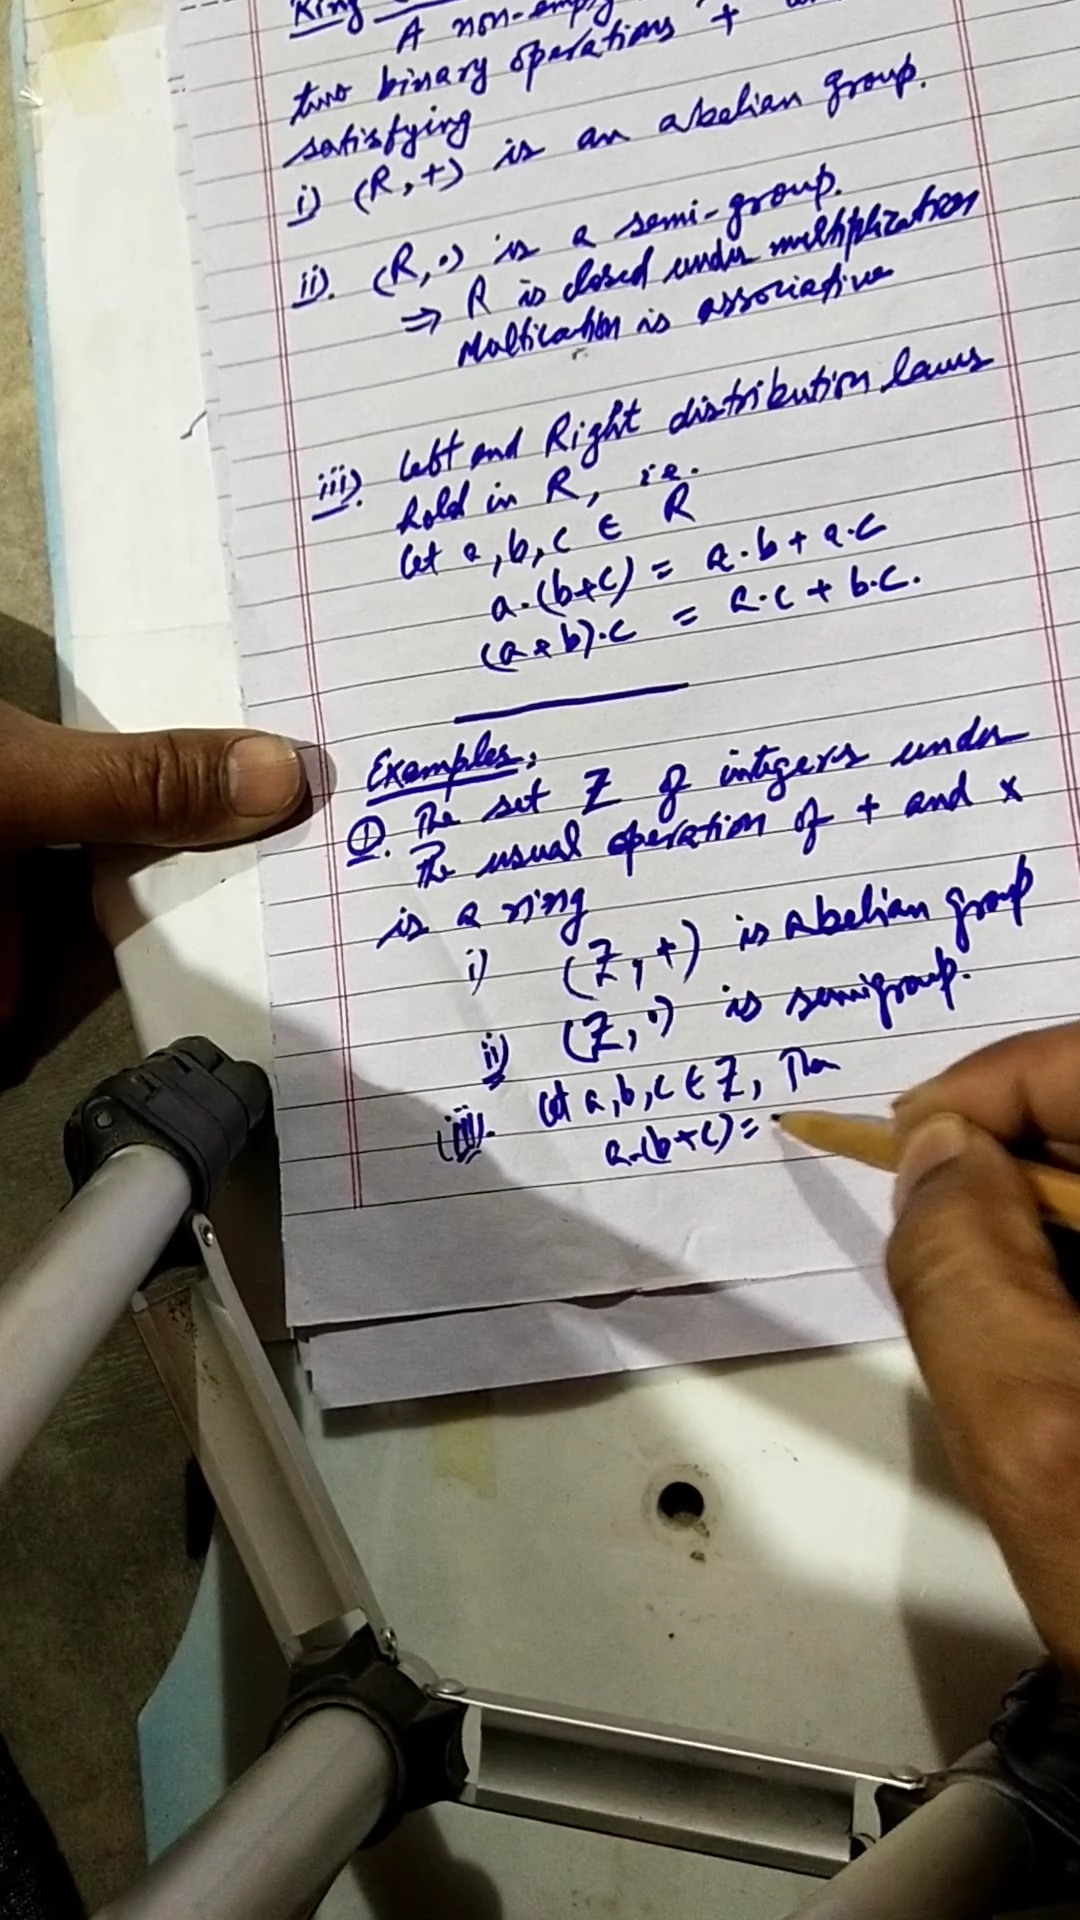 Ring
A non-empty
two binary operations +
satisfying
i) (R, +) is an abelian group.
ii). (R, ·) is a semi-group.
⇒ R is closed under multiplication
Multication is associative
iii). Left and Right distribution laws
hold in R, i.e.
Let a, b, c ∈ R
a·(b+c) = a·b + a·c
(a+b)·c = a·c + b·c.
Examples.
①. The set Z of integers under
the usual operation of + and ×
is a ring
i) (Z, +) is abelian group
ii) (Z, ·) is semigroup.
(iii). Let a, b, c ∈ Z, Then
a·(b+c) =